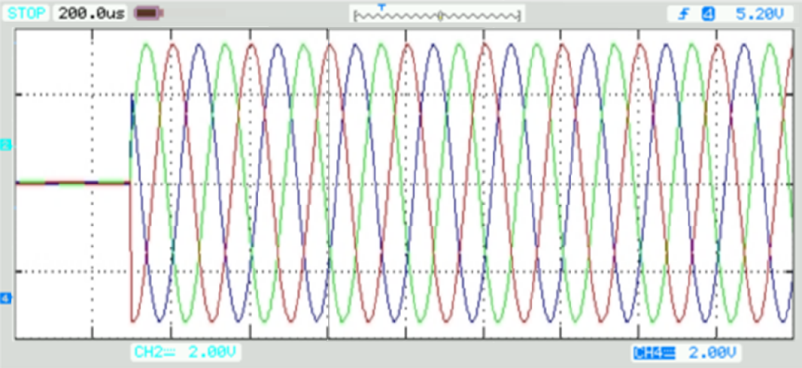 STOP 200.0us T 4 5.20V
2
4
CH2 2.00V CH4 2.00V